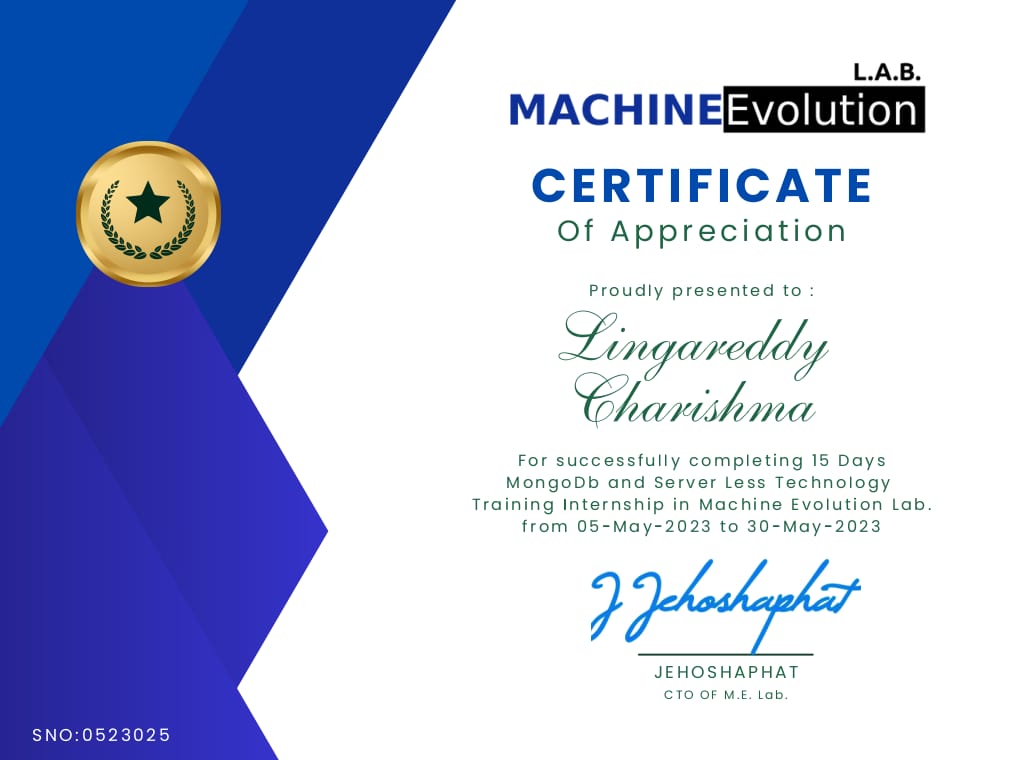 L.A.B.
MACHINEEvolution
CERTIFICATE
Of Appreciation
Proudly presented to :
Lingareddy
Charishma
For successfully completing 15 Days
MongoDb and Server Less Technology
Training Internship in Machine Evolution Lab.
from 05-May-2023 to 30-May-2023
J Jehoshaphat
JEHOSHAPHAT
CTO OF M.E. Lab.
SNO:0523025